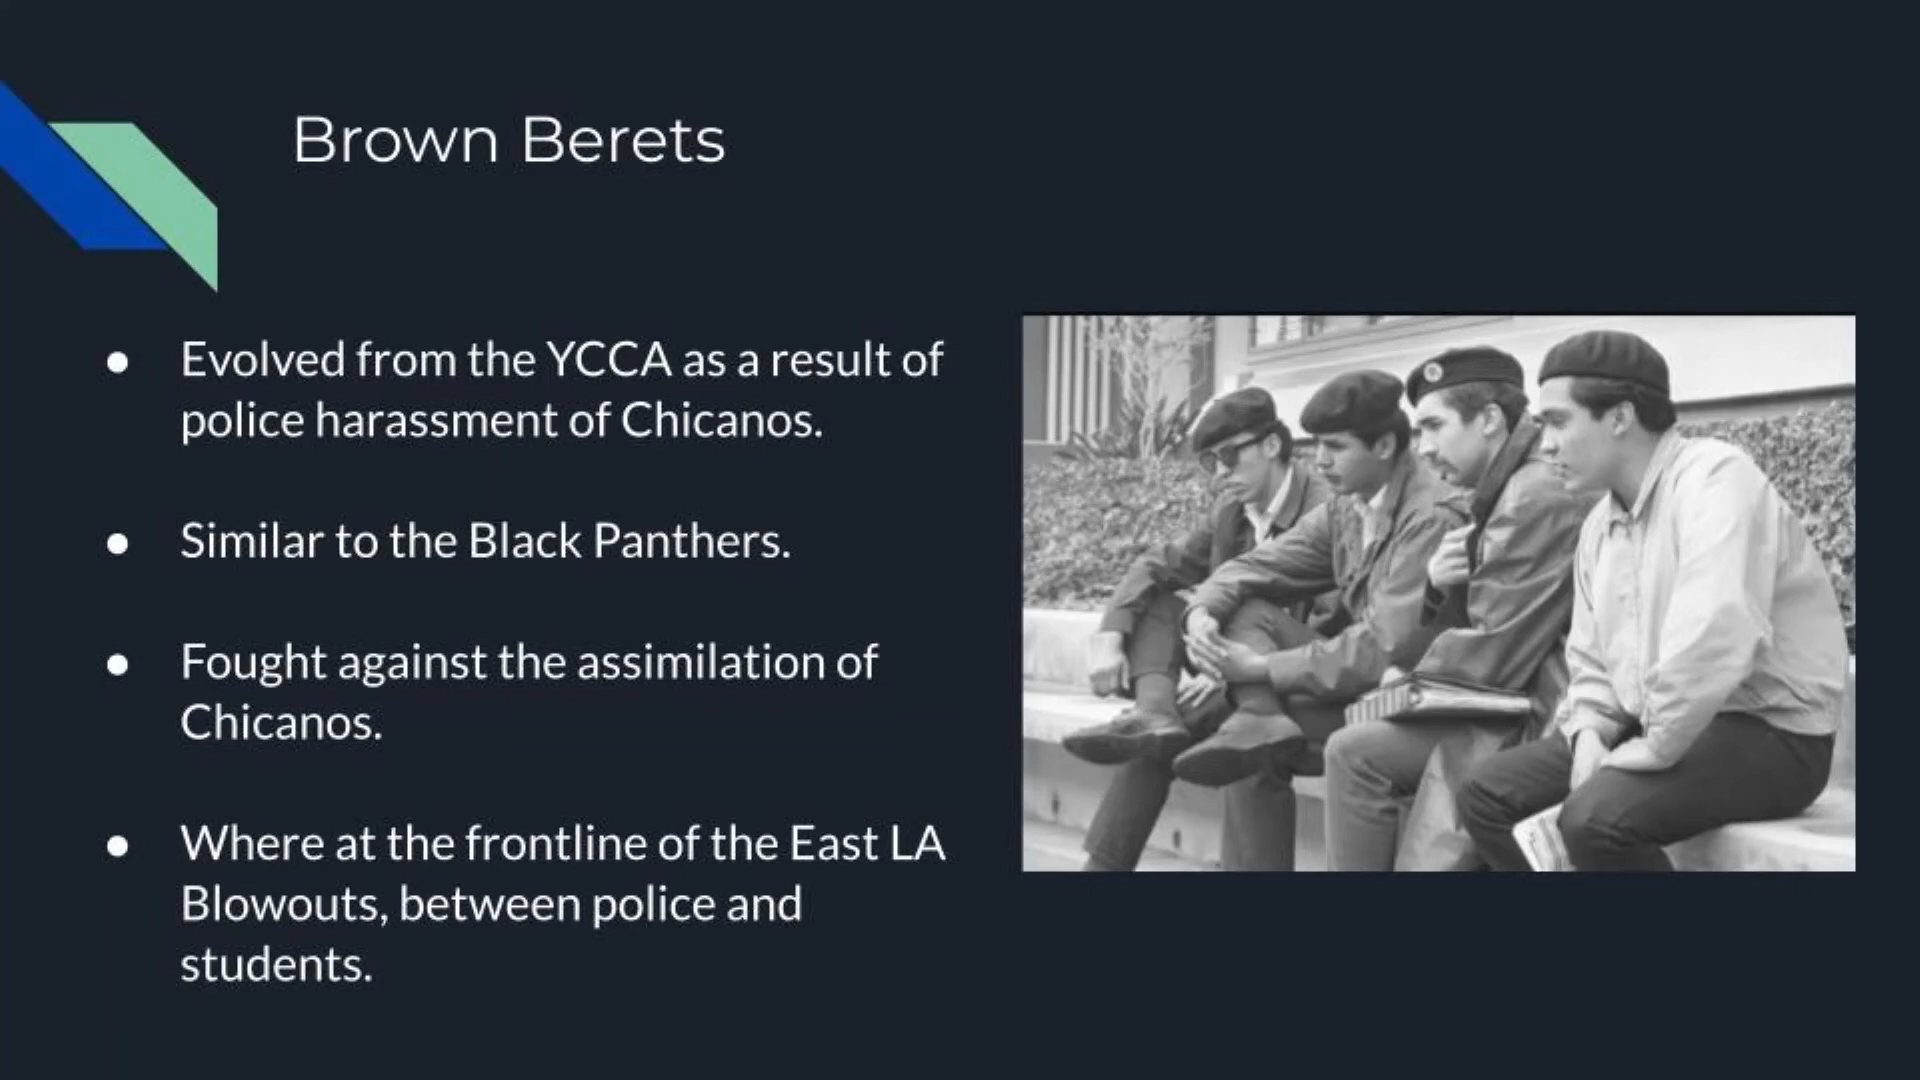 Brown Berets
● Evolved from the YCCA as a result of
police harassment of Chicanos.
● Similar to the Black Panthers.
● Fought against the assimilation of
Chicanos.
● Where at the frontline of the East LA
Blowouts, between police and
students.